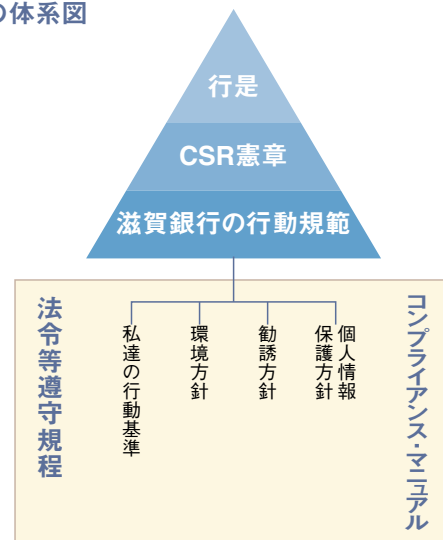 の体系図
行是
CSR憲章
滋賀銀行の行動規範
法令等遵守規程
私達の行動基準
環境方針
勧誘方針
個人情報
保護方針
コンプライアンス・マニュアル